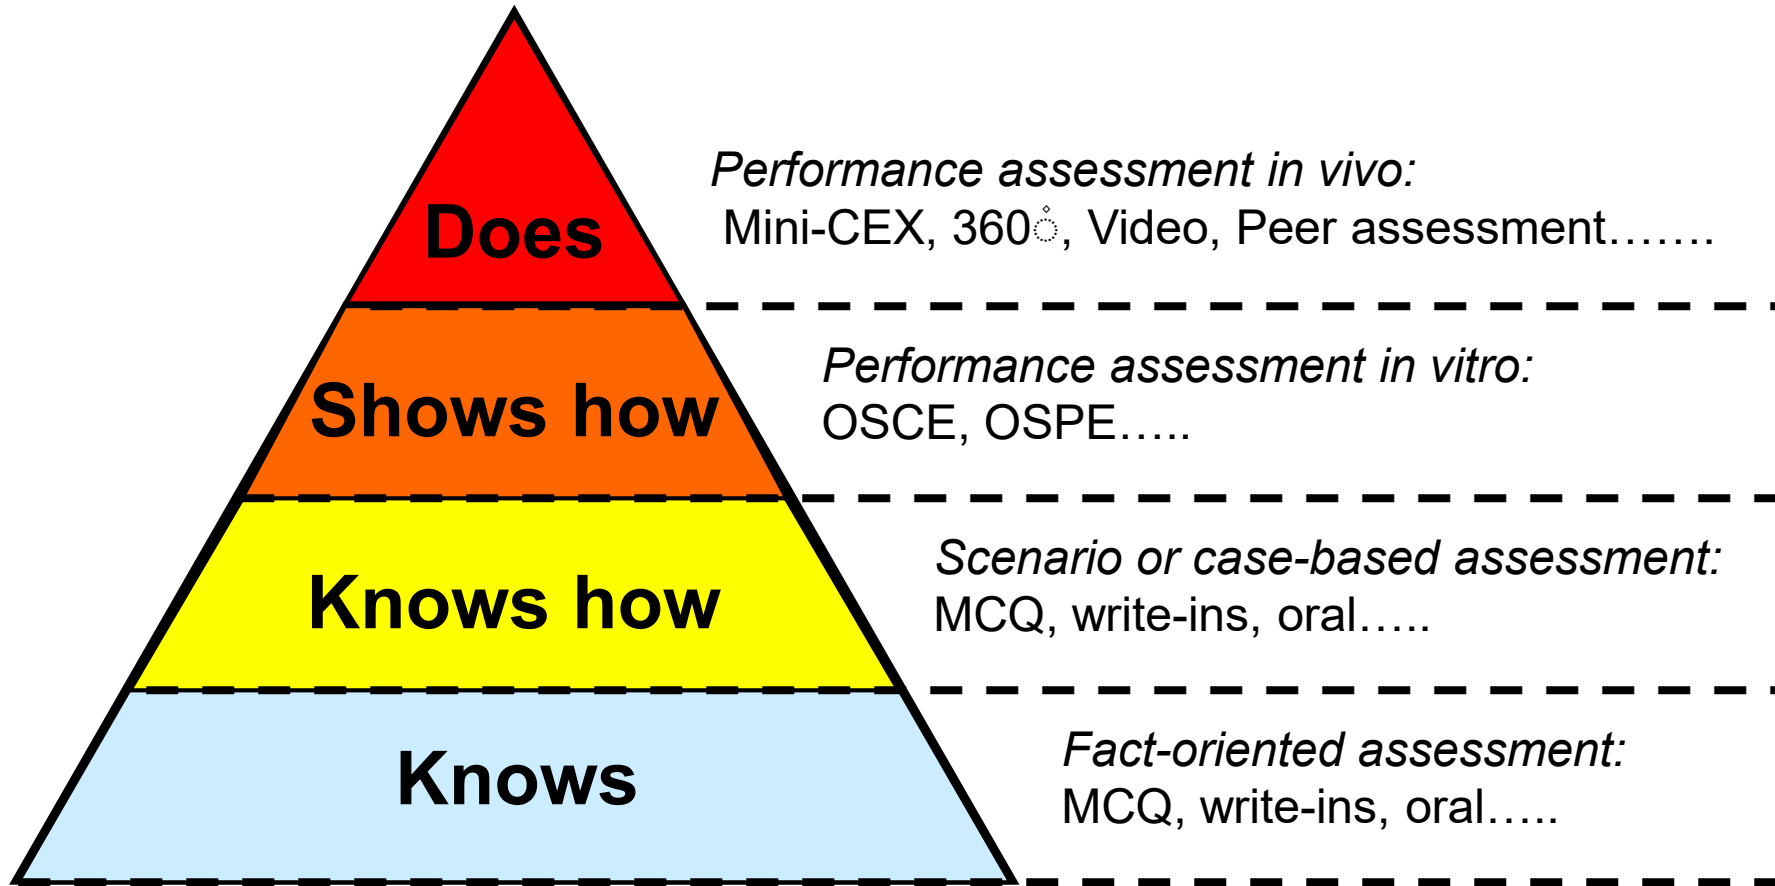 Performance assessment in vivo:
Does
Mini-CEX, 360ํ, Video, Peer assessment…….
Performance assessment in vitro:
Shows how
OSCE, OSPE…..
Scenario or case-based assessment:
Knows how
MCQ, write-ins, oral…..
Fact-oriented assessment:
Knows
MCQ, write-ins, oral…..